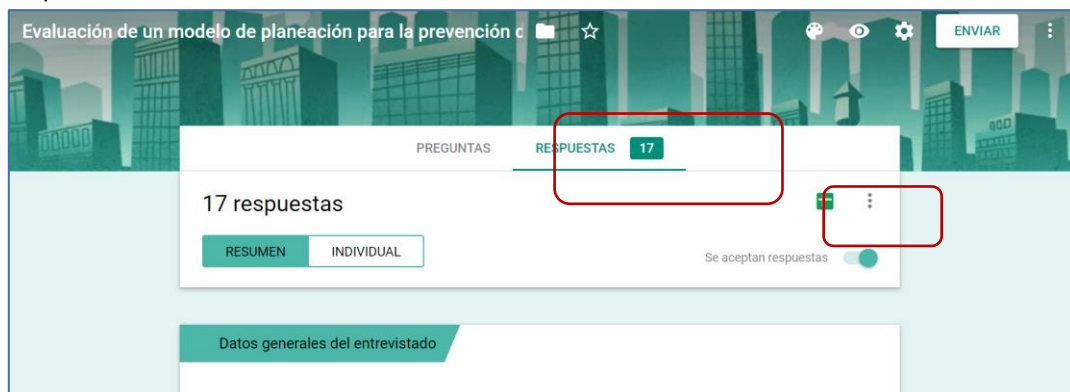 Evaluación de un modelo de planeación para la prevención d
ENVIAR
PREGUNTAS
RESPUESTAS 17
17 respuestas
RESUMEN
INDIVIDUAL
Se aceptan respuestas
Datos generales del entrevistado